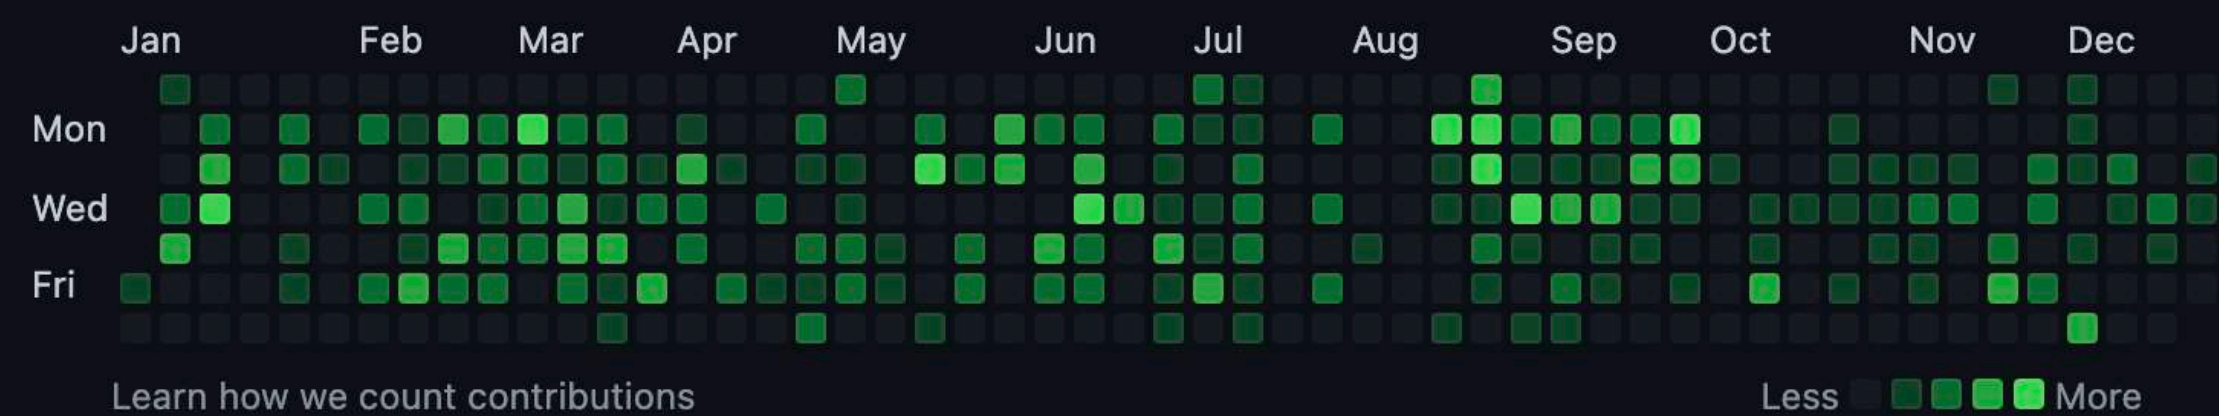 Jan Feb Mar Apr May Jun Jul Aug Sep Oct Nov Dec
Mon
Wed
Fri
Learn how we count contributions
Less More